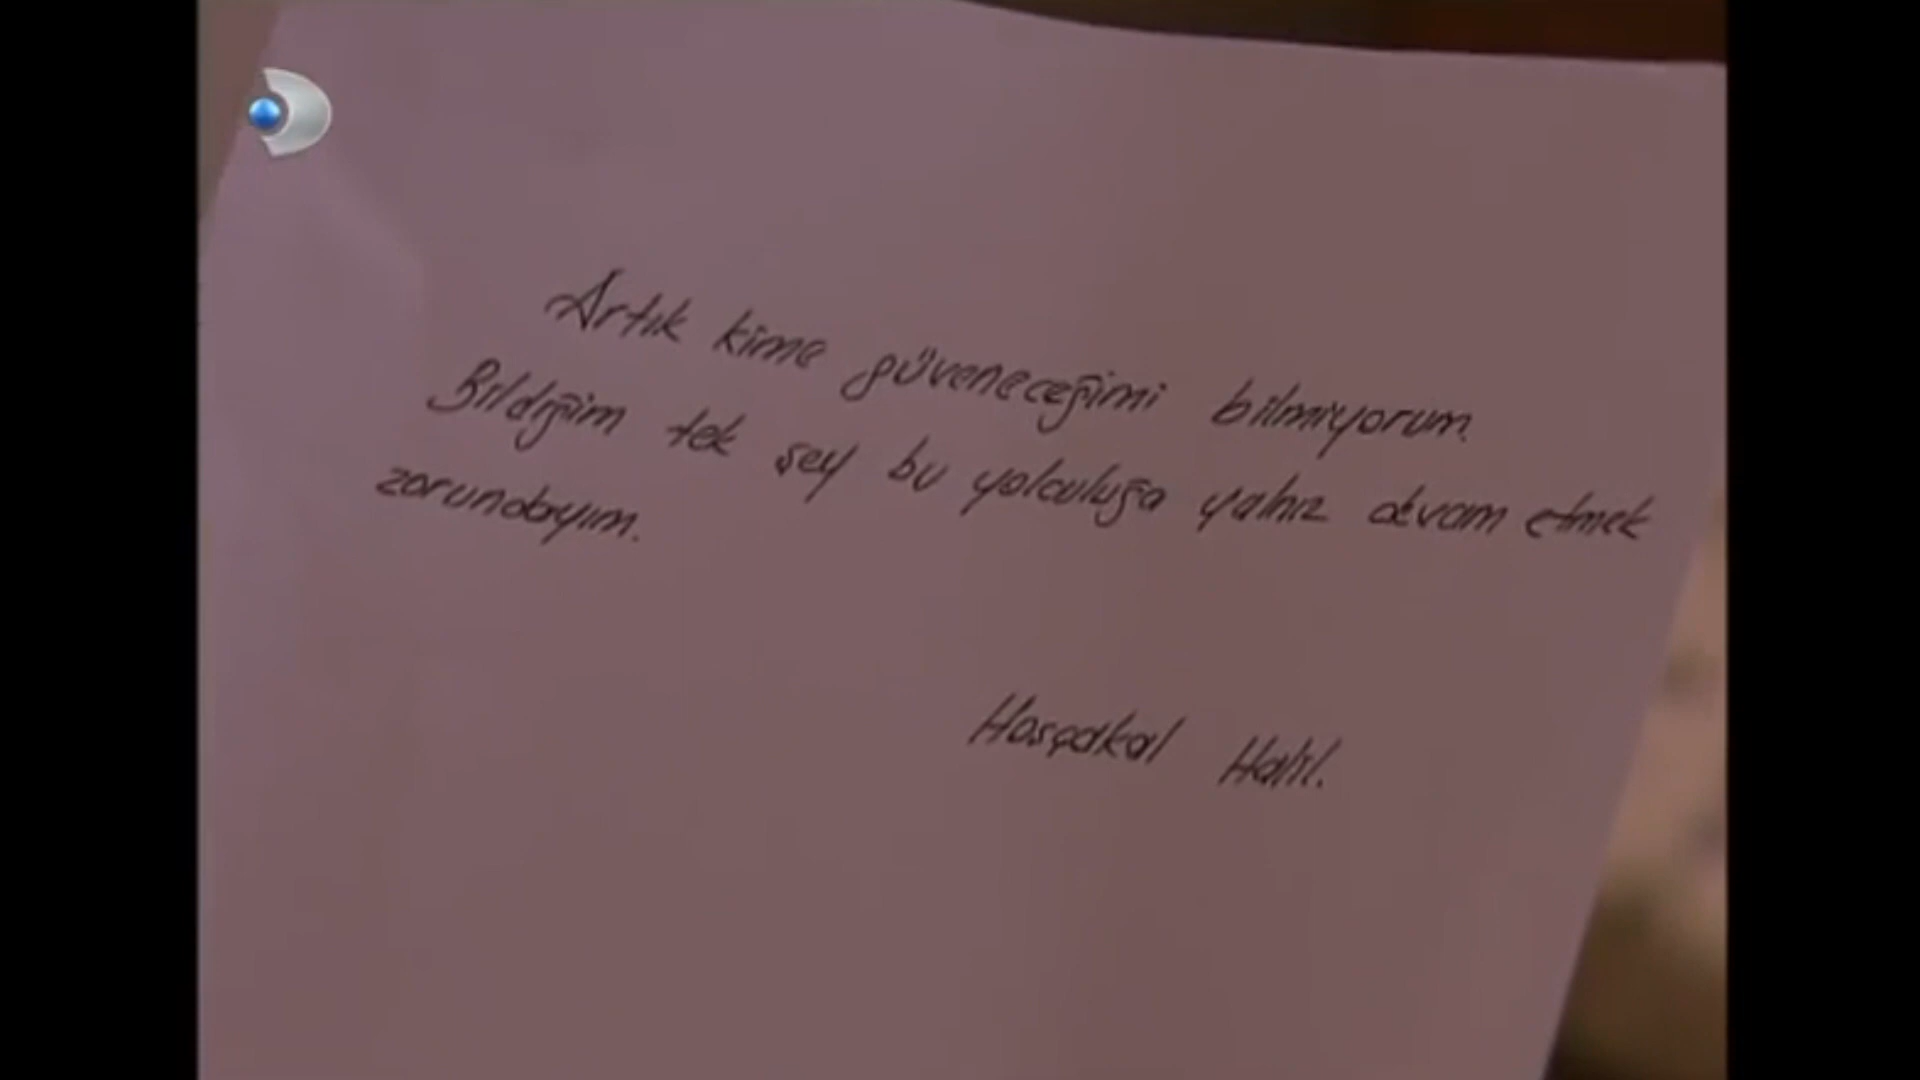 Artık kime güveneceğimi bilmiyorum.
Bildiğim tek şey bu yolculuğa yalnız devam etmek
zorundayım.
Hoşçakal Halil.